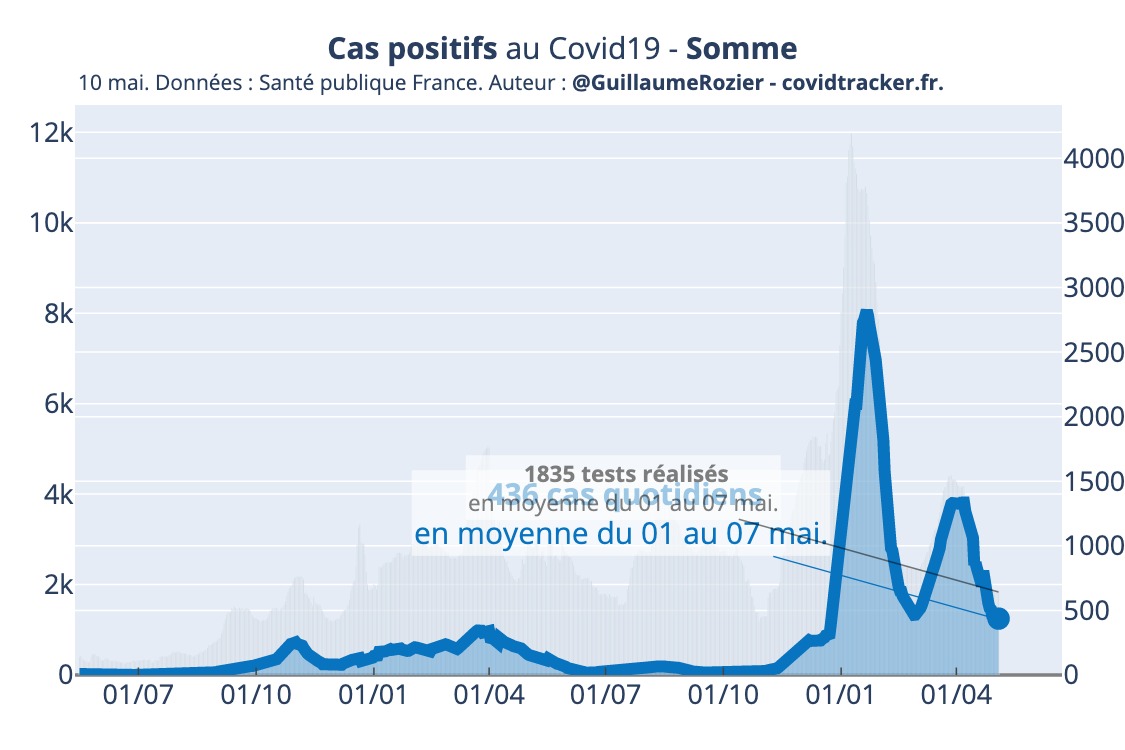 Cas positifs au Covid19 - Somme
10 mai. Données : Santé publique France. Auteur : @GuillaumeRozier - covidtracker.fr.
12k
10k
8k
6k
4k
2k
0
4000
3500
3000
2500
2000
1500
1000
500
0
1835 tests réalisés
en moyenne du 01 au 07 mai.
436 cas quotidiens
en moyenne du 01 au 07 mai.
01/07 01/10 01/01 01/04 01/07 01/10 01/01 01/04